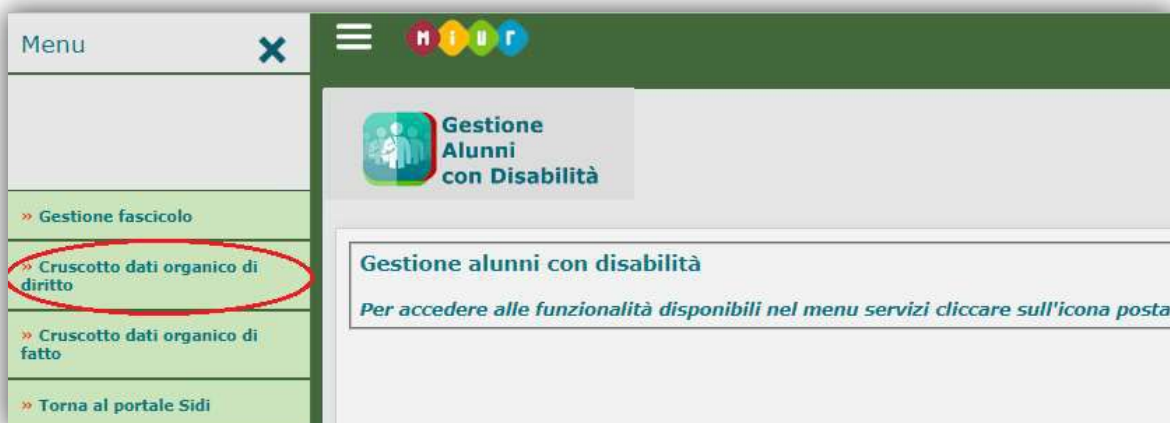 Menu
MIUR
Gestione
Alunni
con Disabilità
» Gestione fascicolo
» Cruscotto dati organico di
diritto
» Cruscotto dati organico di
fatto
» Torna al portale Sidi
Gestione alunni con disabilità
Per accedere alle funzionalità disponibili nel menu servizi cliccare sull'icona posta